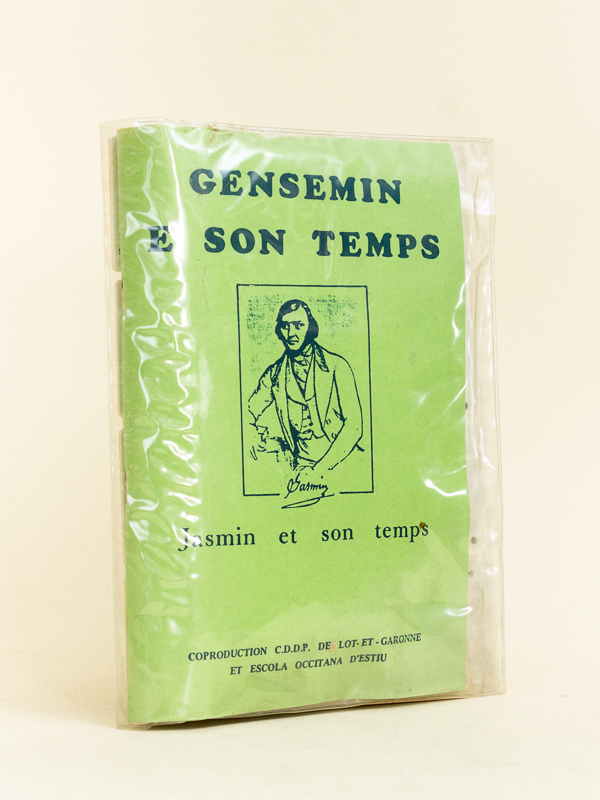 GENSEMIN
E SON TEMPS
Jasmin
Jasmin et son temps
COPRODUCTION C.D.D.P. DE LOT-ET-GARONNE
ET ESCOLA OCCITANA D'ESTIU